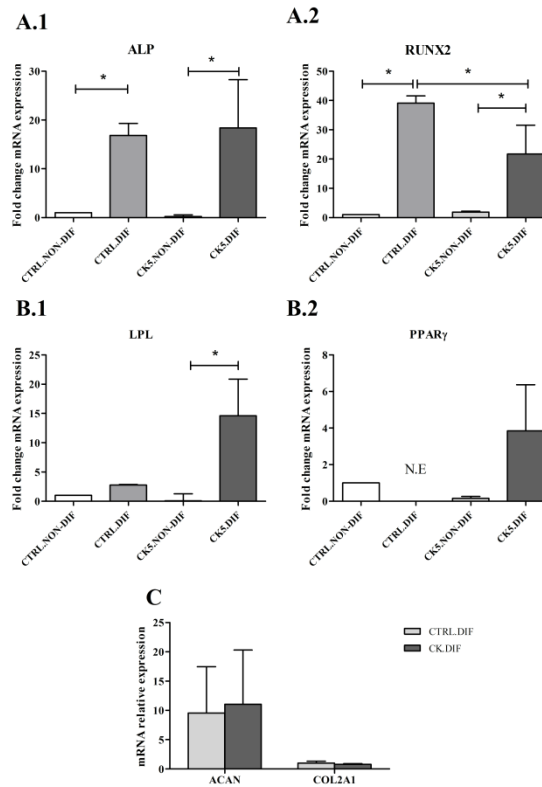 A.1
ALP
*
*
Fold change mRNA expression
30
20
10
0
CTRL.NON-DIF
CTRL.DIF
CK5.NON-DIF
CK5.DIF
A.2
RUNX2
*
*
*
Fold change mRNA expression
50
40
30
20
10
0
CTRL.NON-DIF
CTRL.DIF
CK5.NON-DIF
CK5.DIF
B.1
LPL
*
Fold change mRNA expression
25
20
15
10
5
0
CTRL.NON-DIF
CTRL.DIF
CK5.NON-DIF
CK5.DIF
B.2
PPARγ
N.E
Fold change mRNA expression
8
6
4
2
0
CTRL.NON-DIF
CTRL.DIF
CK5.NON-DIF
CK5.DIF
C
mRNA relative expression
25
20
15
10
5
0
ACAN
COL2A1
CTRL.DIF
CK.DIF